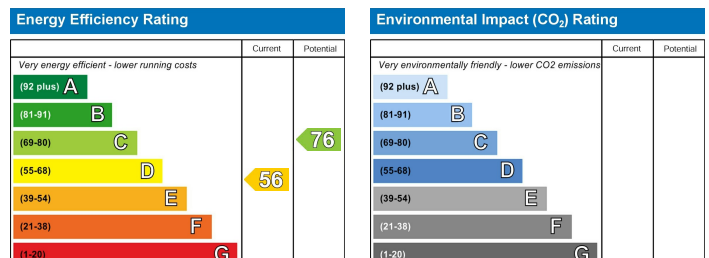 Energy Efficiency Rating
Current Potential
Very energy efficient - lower running costs
(92 plus) A
(81-91) B
(69-80) C
76
(55-68) D
56
(39-54) E
(21-38) F
(1-20) G
Environmental Impact (CO₂) Rating
Current Potential
Very environmentally friendly - lower CO2 emissions
(92 plus) A
(81-91) B
(69-80) C
(55-68) D
(39-54) E
(21-38) F
(1-20) G